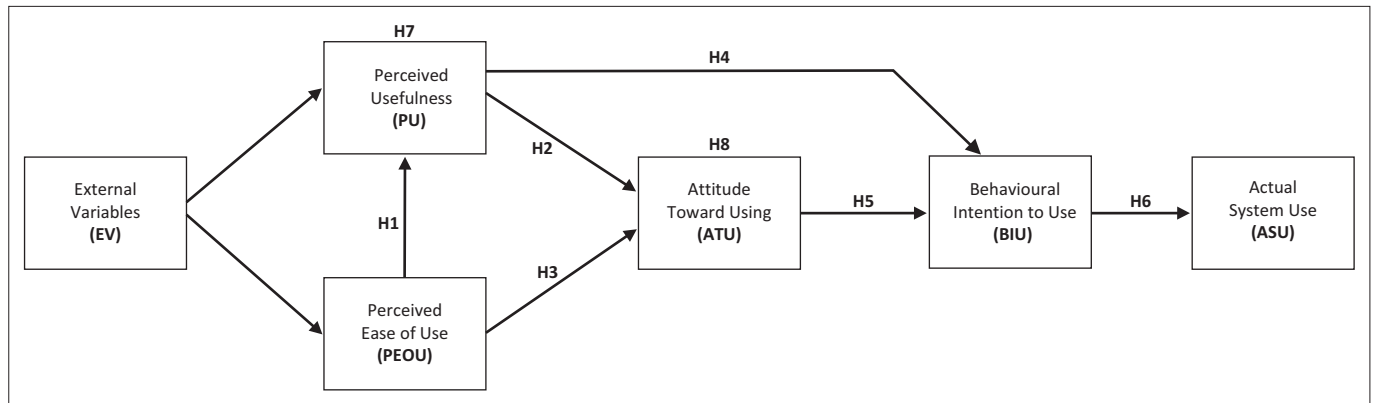 H7
Perceived
Usefulness
(PU)
H4
H2
H1
External
Variables
(EV)
H8
Attitude
Toward Using
(ATU)
H5
Behavioural
Intention to Use
(BIU)
H6
Actual
System Use
(ASU)
H3
Perceived
Ease of Use
(PEOU)